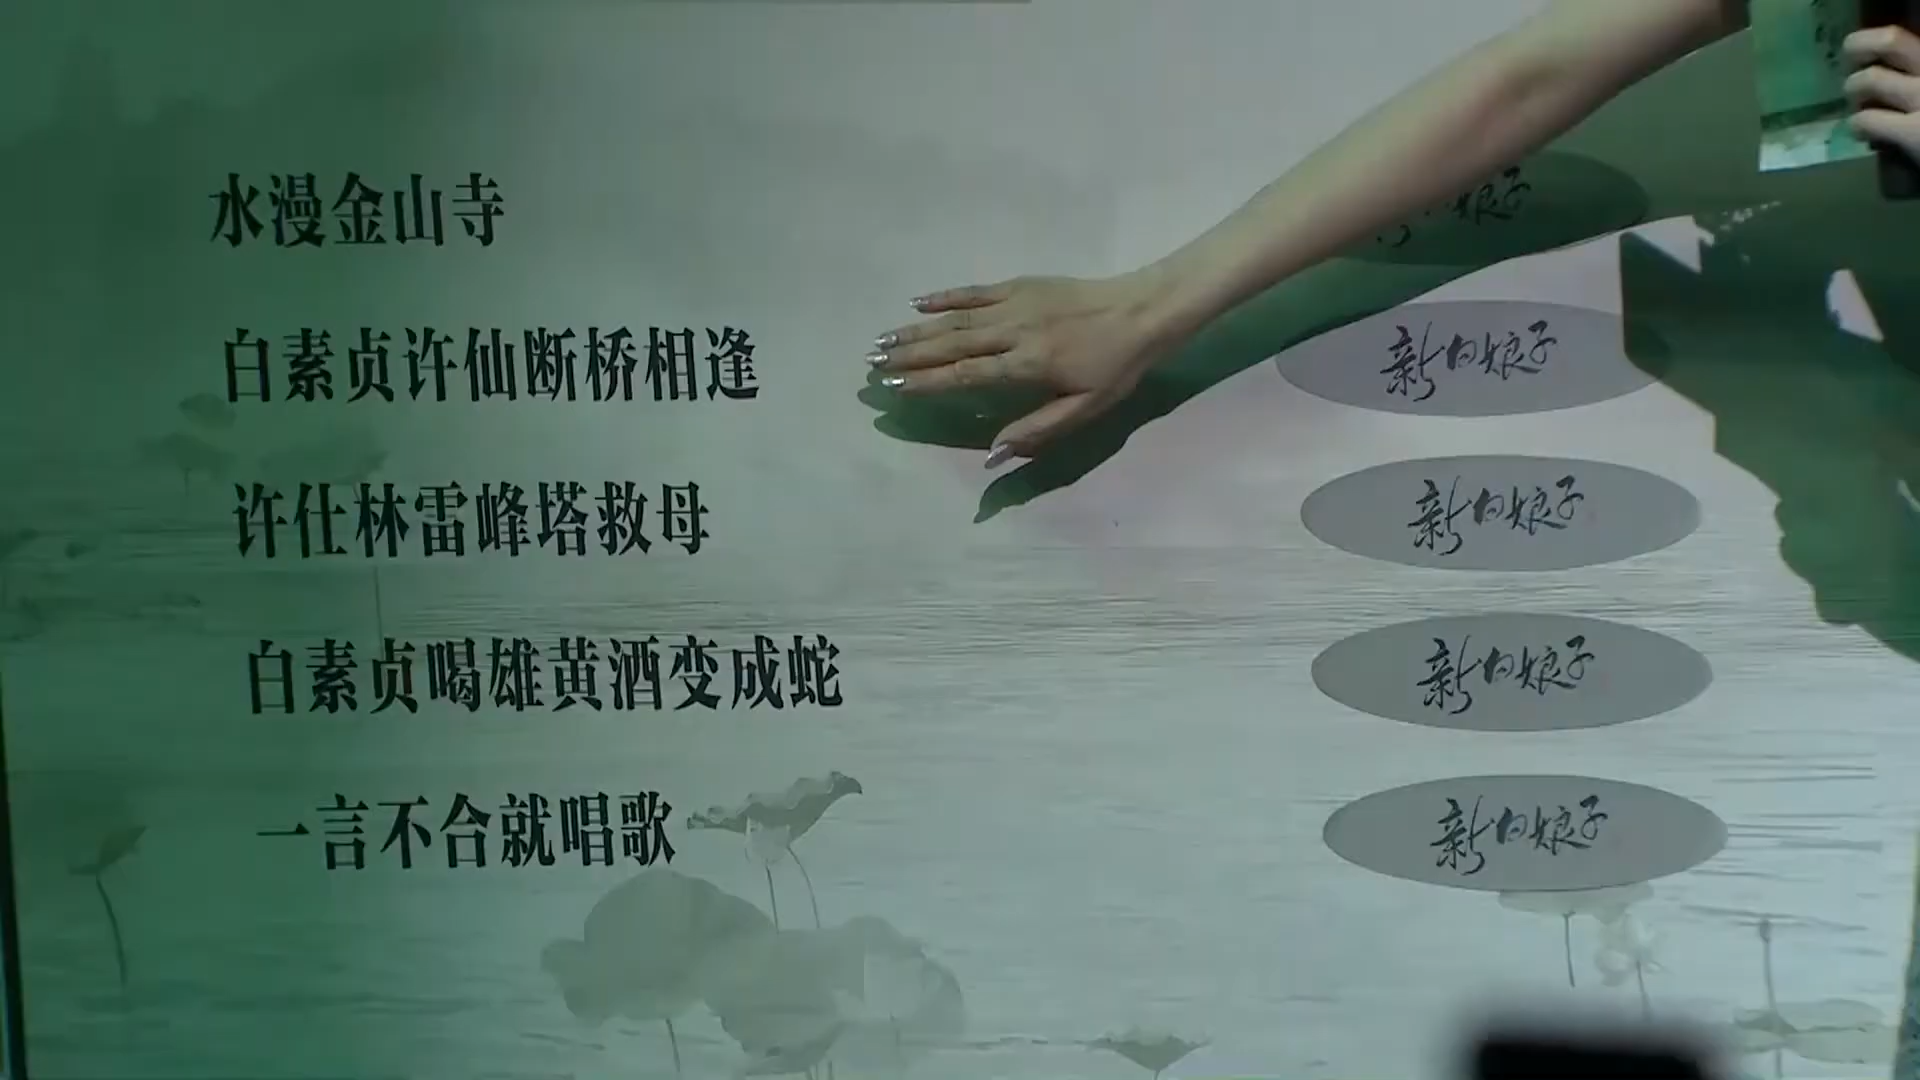 水漫金山寺
娘子
白素贞许仙断桥相逢
新白娘子
许仕林雷峰塔救母
新白娘子
白素贞喝雄黄酒变成蛇
新白娘子
一言不合就唱歌
新白娘子